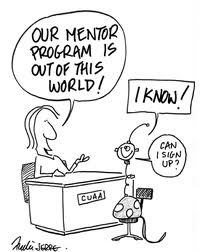 OUR MENTOR
PROGRAM IS
OUT OF THIS
WORLD!
I KNOW!
CAN
I SIGN
UP?
CUAA